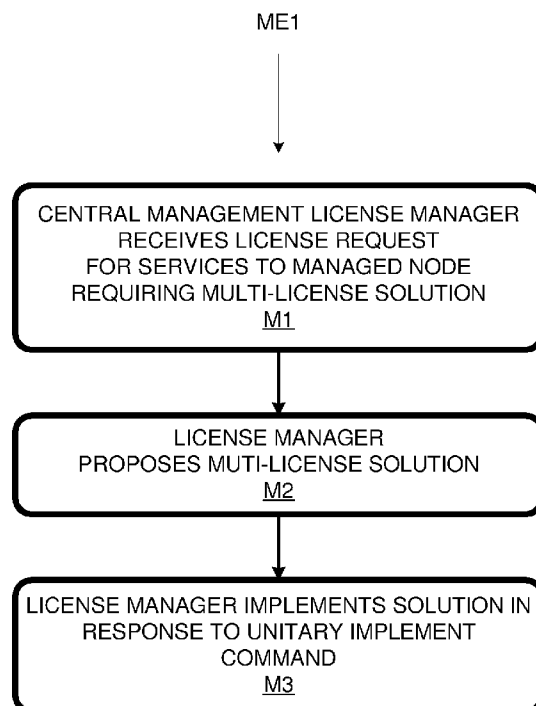 ME1
CENTRAL MANAGEMENT LICENSE MANAGER
RECEIVES LICENSE REQUEST
FOR SERVICES TO MANAGED NODE
REQUIRING MULTI-LICENSE SOLUTION
M1
LICENSE MANAGER
PROPOSES MUTI-LICENSE SOLUTION
M2
LICENSE MANAGER IMPLEMENTS SOLUTION IN
RESPONSE TO UNITARY IMPLEMENT
COMMAND
M3